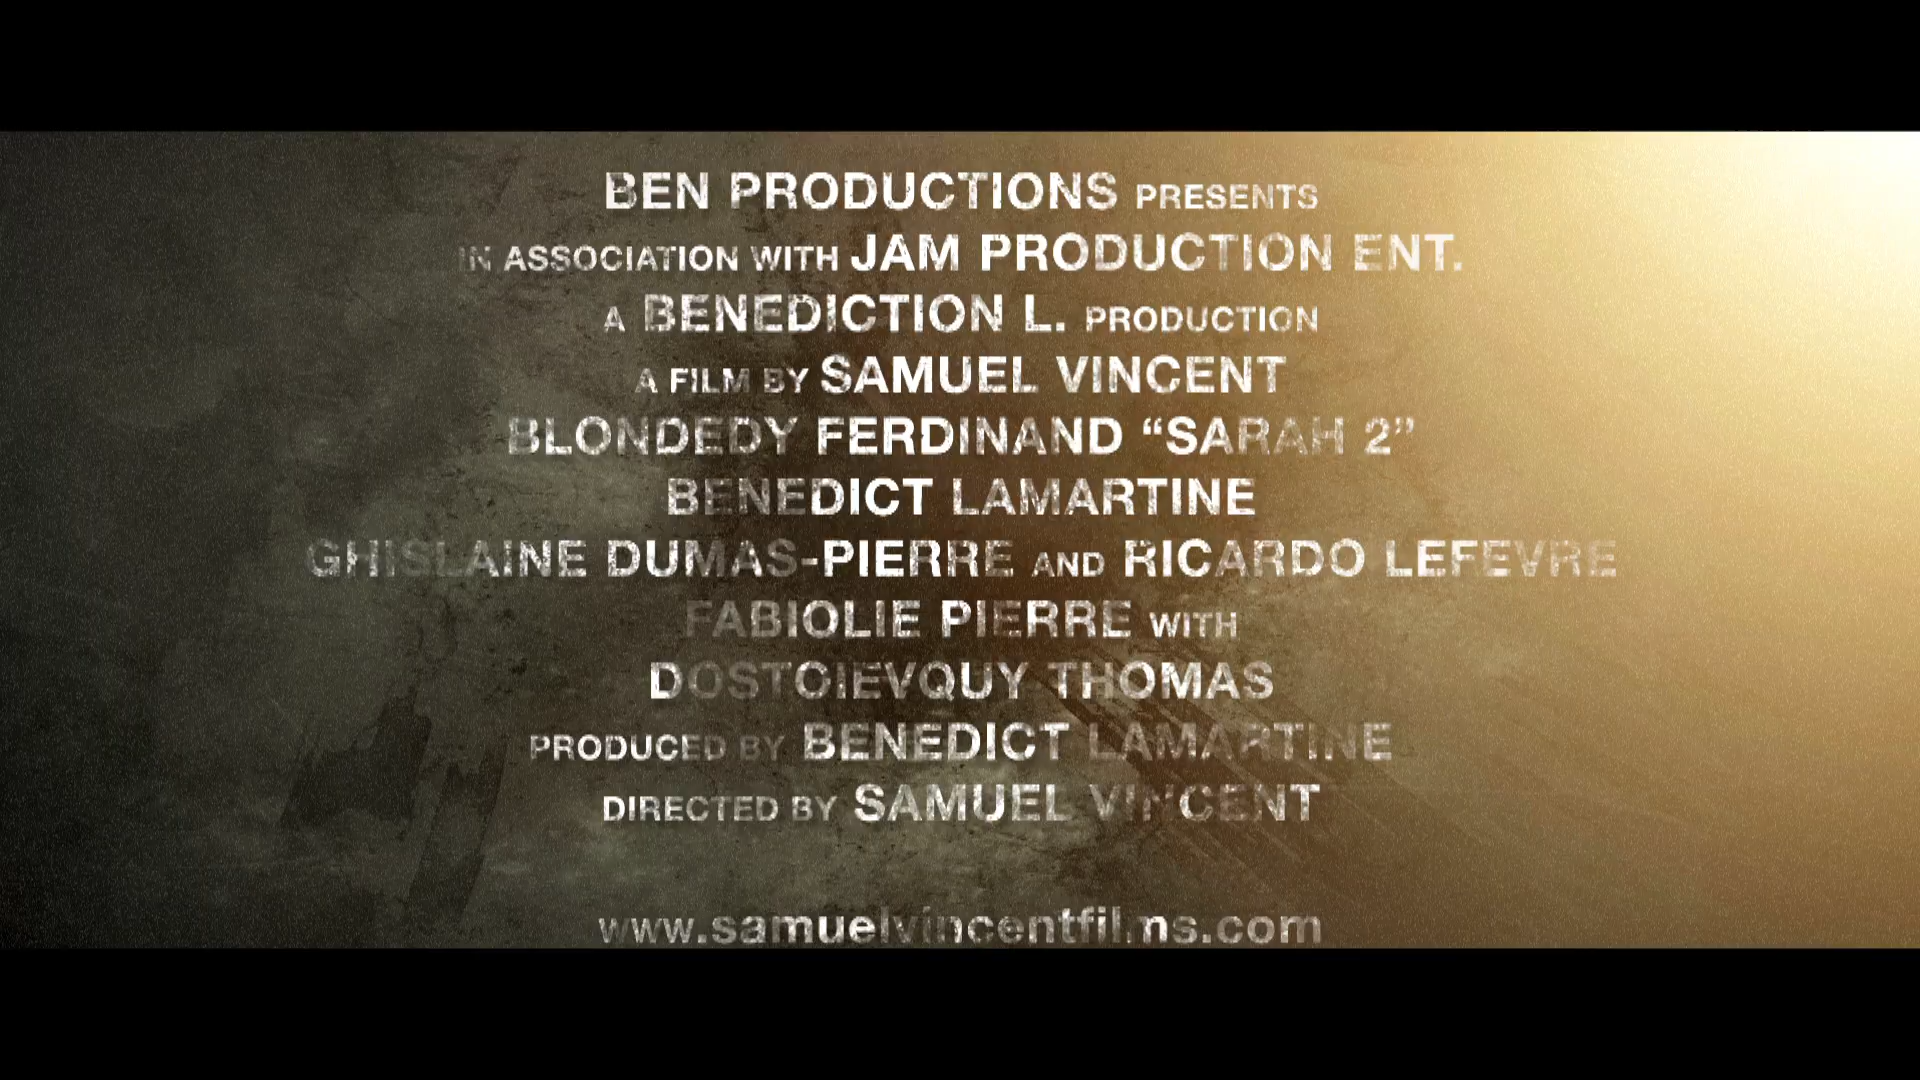 BEN PRODUCTIONS PRESENTS
IN ASSOCIATION WITH JAM PRODUCTION ENT.
A BENEDICTION L. PRODUCTION
A FILM BY SAMUEL VINCENT
BLONDEDY FERDINAND “SARAH 2”
BENEDICT LAMARTINE
GHISLAINE DUMAS-PIERRE AND RICARDO LEFEVRE
FABIOLIE PIERRE WITH
DOSTOIEVQUY THOMAS
PRODUCED BY BENEDICT LAMARTINE
DIRECTED BY SAMUEL VINCENT
www.samuelvincentfilms.com